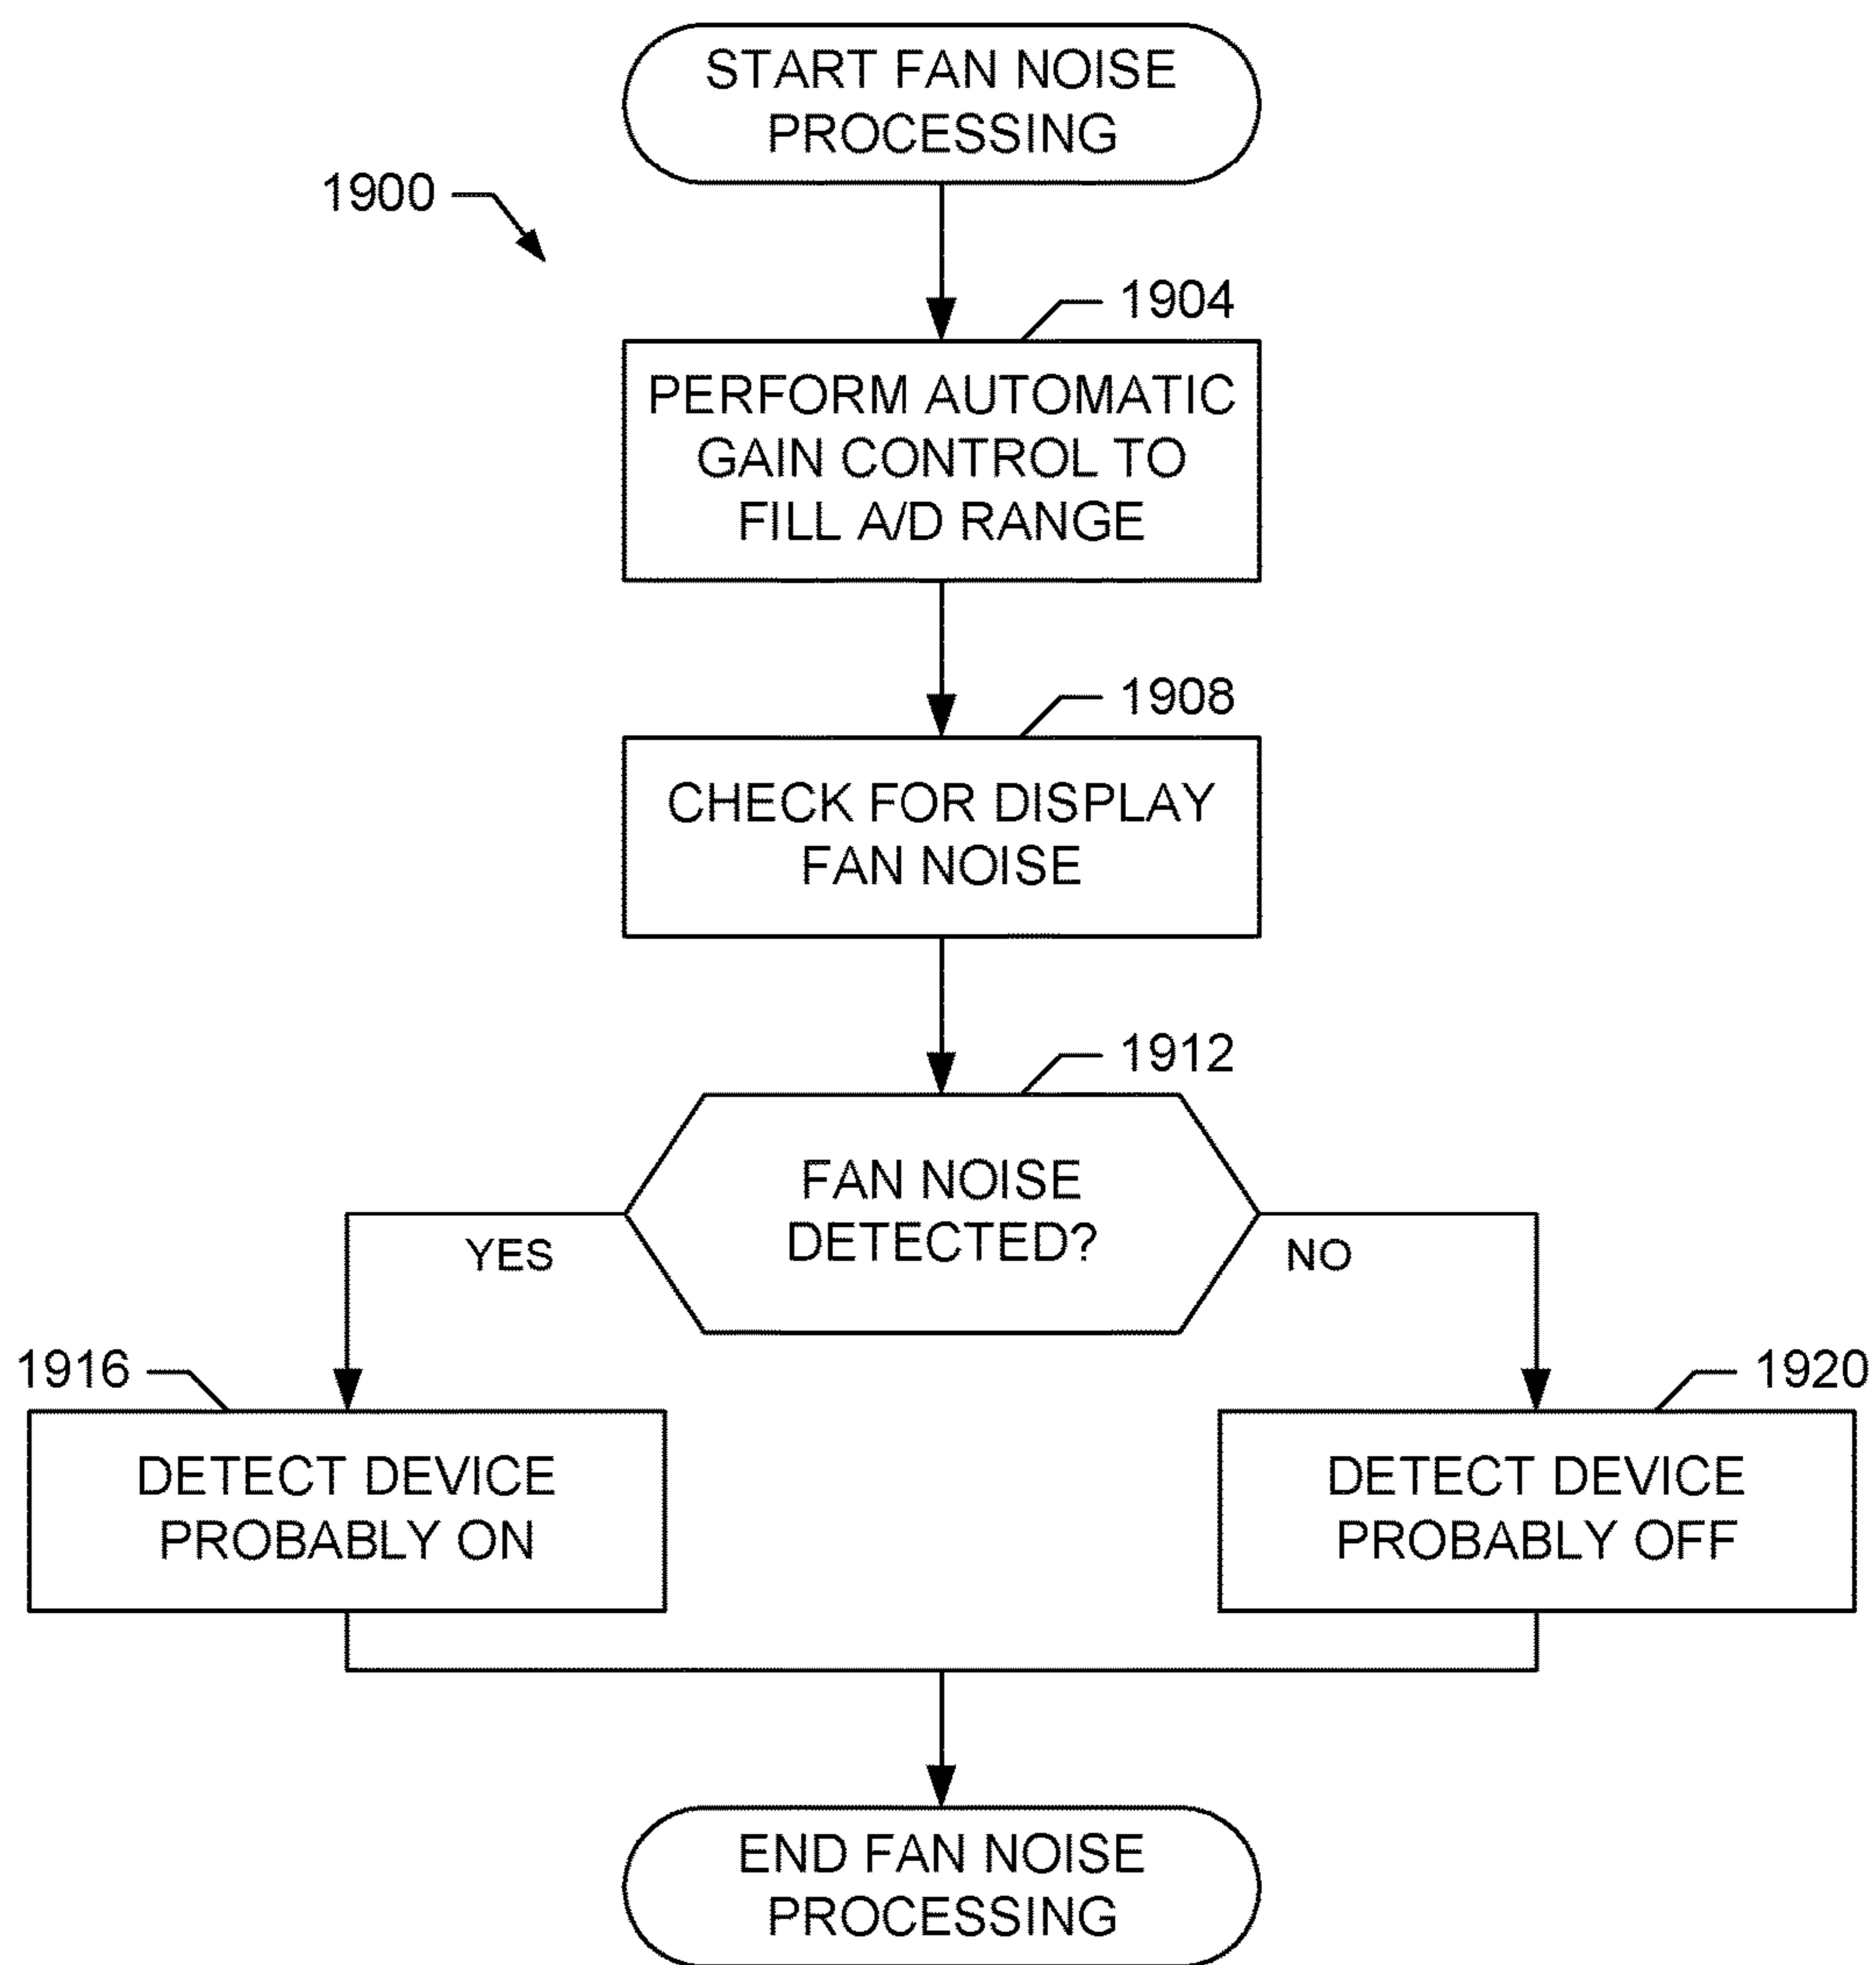 START FAN NOISE
PROCESSING
1900
1904
PERFORM AUTOMATIC
GAIN CONTROL TO
FILL A/D RANGE
1908
CHECK FOR DISPLAY
FAN NOISE
1912
FAN NOISE
DETECTED?
YES
NO
1916
DETECT DEVICE
PROBABLY ON
1920
DETECT DEVICE
PROBABLY OFF
END FAN NOISE
PROCESSING